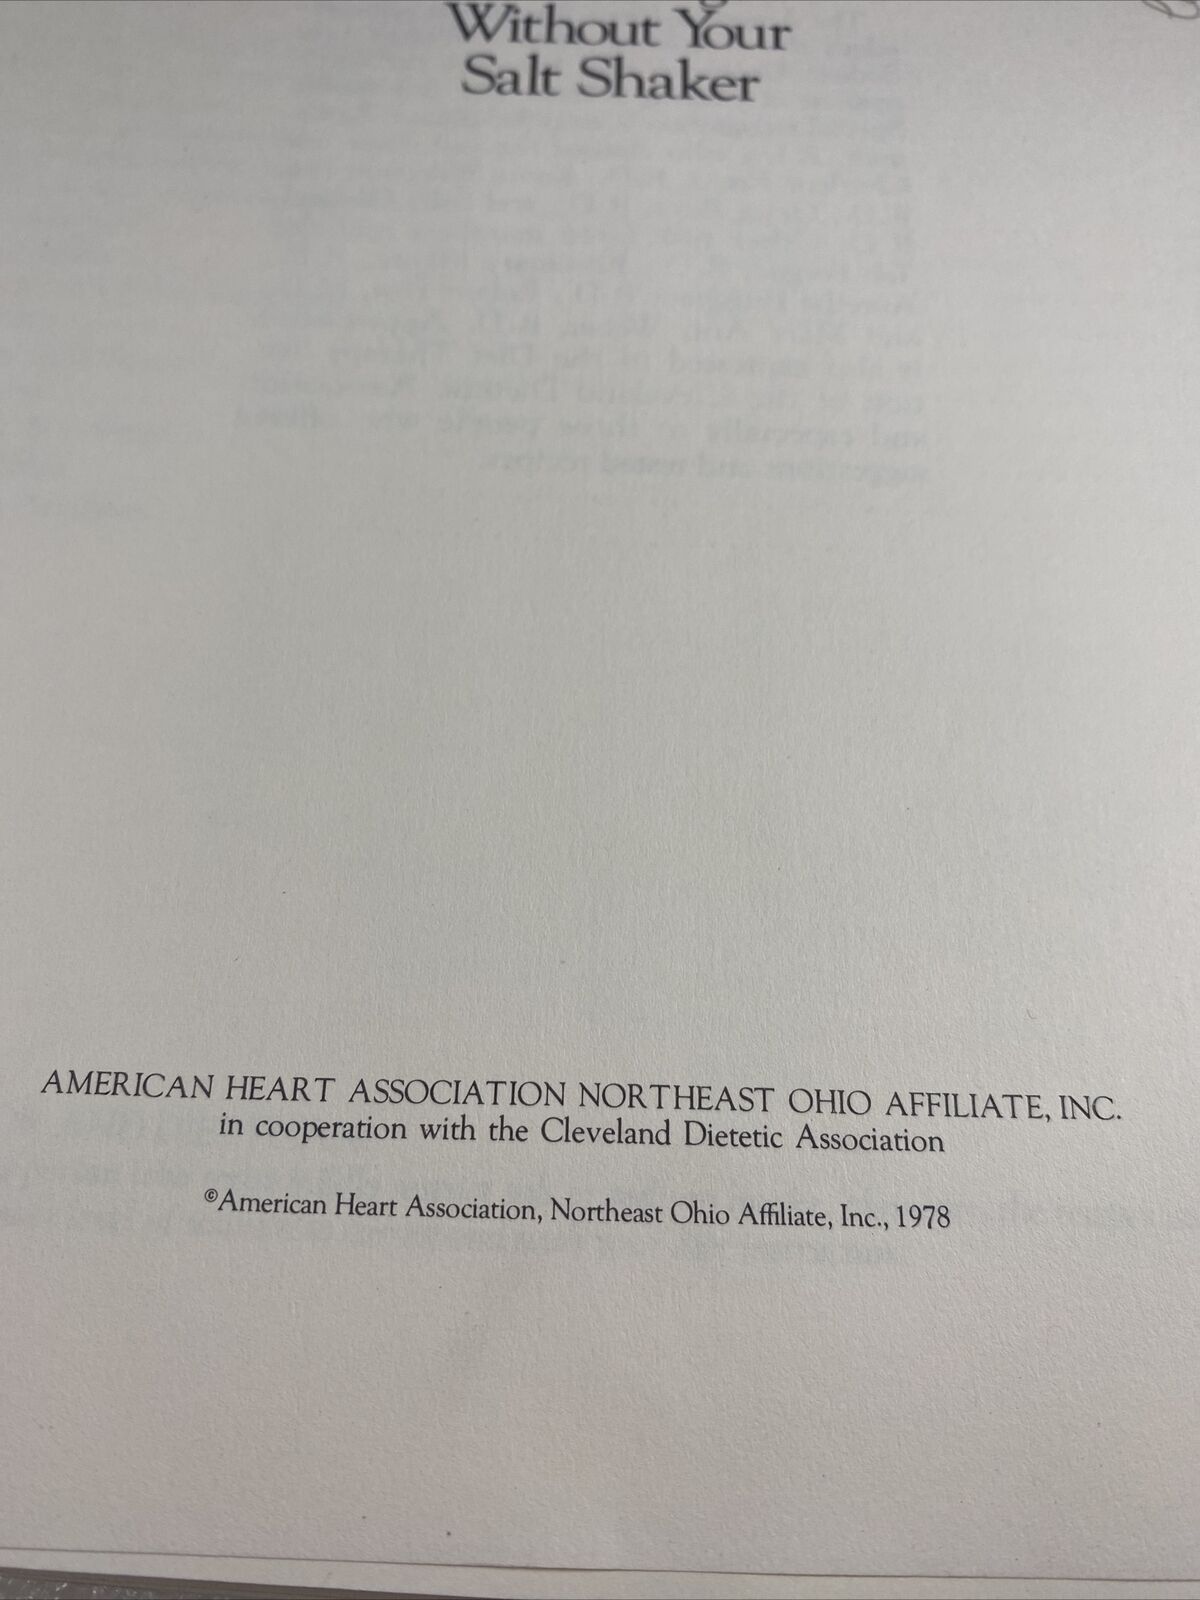 Without Your
Salt Shaker
AMERICAN HEART ASSOCIATION NORTHEAST OHIO AFFILIATE, INC.
in cooperation with the Cleveland Dietetic Association
©American Heart Association, Northeast Ohio Affiliate, Inc., 1978